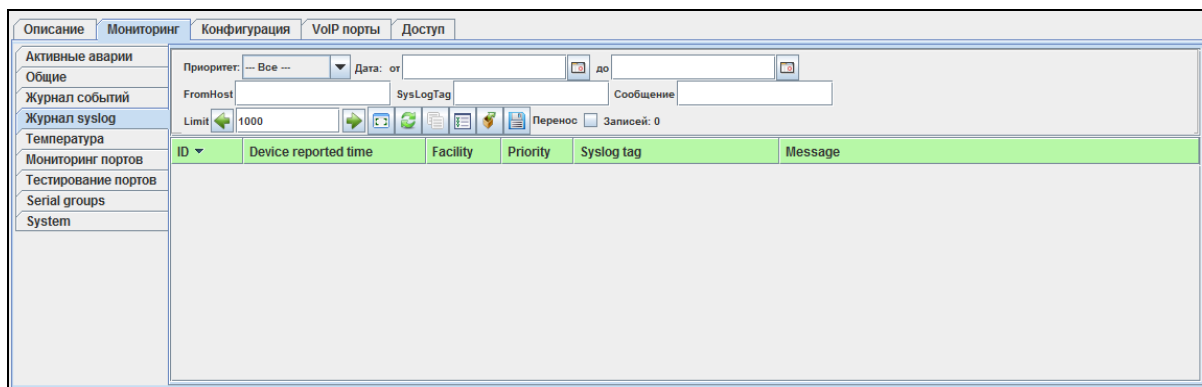 Описание Мониторинг Конфигурация VoIP порты Доступ
Активные аварии
Общие
Журнал событий
Журнал syslog
Температура
Мониторинг портов
Тестирование портов
Serial groups
System
Приоритет: --- Все --- Дата: от до
FromHost SysLogTag Сообщение
Limit 1000 Перенос Записей: 0
ID Device reported time Facility Priority Syslog tag Message